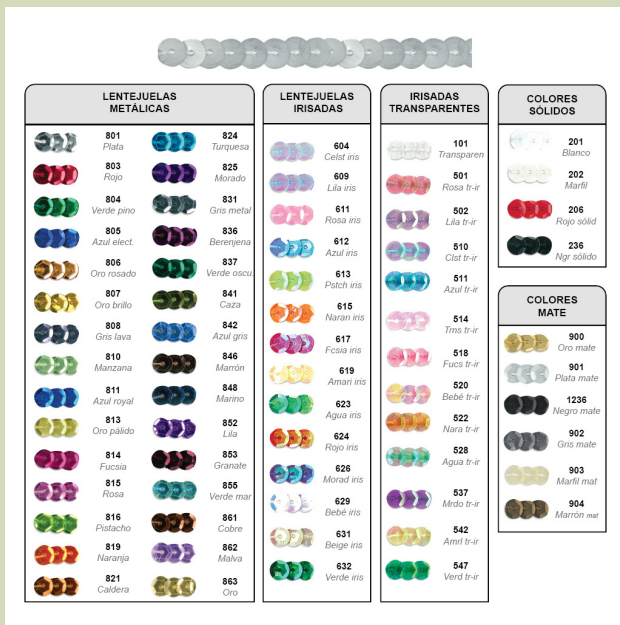 LENTEJUELAS
METÁLICAS
801
Plata
803
Rojo
804
Verde pino
805
Azul elect.
806
Oro rosado
807
Oro brillo
808
Gris lava
810
Manzana
811
Azul royal
813
Oro pálido
814
Fucsia
815
Rosa
816
Pistacho
819
Naranja
821
Caldera
824
Turquesa
825
Morado
831
Gris metal
836
Berenjena
837
Verde oscu.
841
Caza
842
Azul gris
846
Marrón
848
Marino
852
Lila
853
Granate
855
Verde mar
861
Cobre
862
Malva
863
Oro
LENTEJUELAS
IRISADAS
604
Celst iris
609
Lila iris
611
Rosa iris
612
Azul iris
613
Pstch iris
615
Naran iris
617
Fcsia iris
619
Amari iris
623
Agua iris
624
Rojo iris
626
Morad iris
629
Bebé iris
631
Beige iris
632
Verde iris
IRISADAS
TRANSPARENTES
101
Transparen
501
Rosa tr-ir
502
Lila tr-ir
510
Clst tr-ir
511
Azul tr-ir
514
Trns tr-ir
518
Fucs tr-ir
520
Bebé tr-ir
522
Nara tr-ir
528
Agua tr-ir
537
Mrdo tr-ir
542
Amrl tr-ir
547
Verd tr-ir
COLORES
SÓLIDOS
201
Blanco
202
Marfil
206
Rojo sólid
236
Ngr sólido
COLORES
MATE
900
Oro mate
901
Plata mate
1236
Negro mate
902
Gris mate
903
Marfil mat
904
Marrón mat